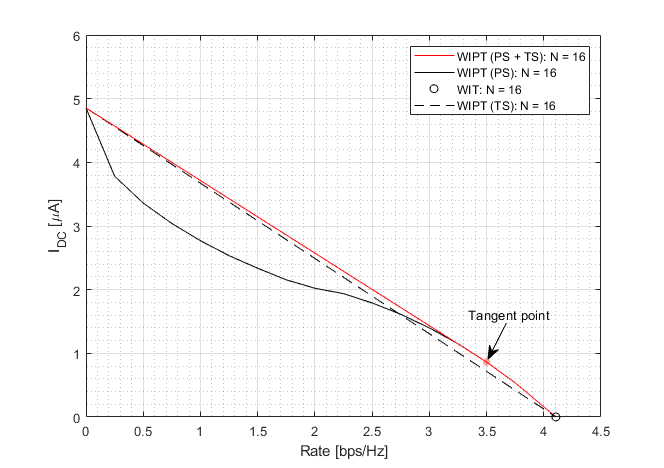 WIPT (PS + TS): N = 16
WIPT (PS): N = 16
WIT: N = 16
WIPT (TS): N = 16
Tangent point
6
5
4
3
2
1
0
I_DC [μA]
0 0.5 1 1.5 2 2.5 3 3.5 4 4.5
Rate [bps/Hz]